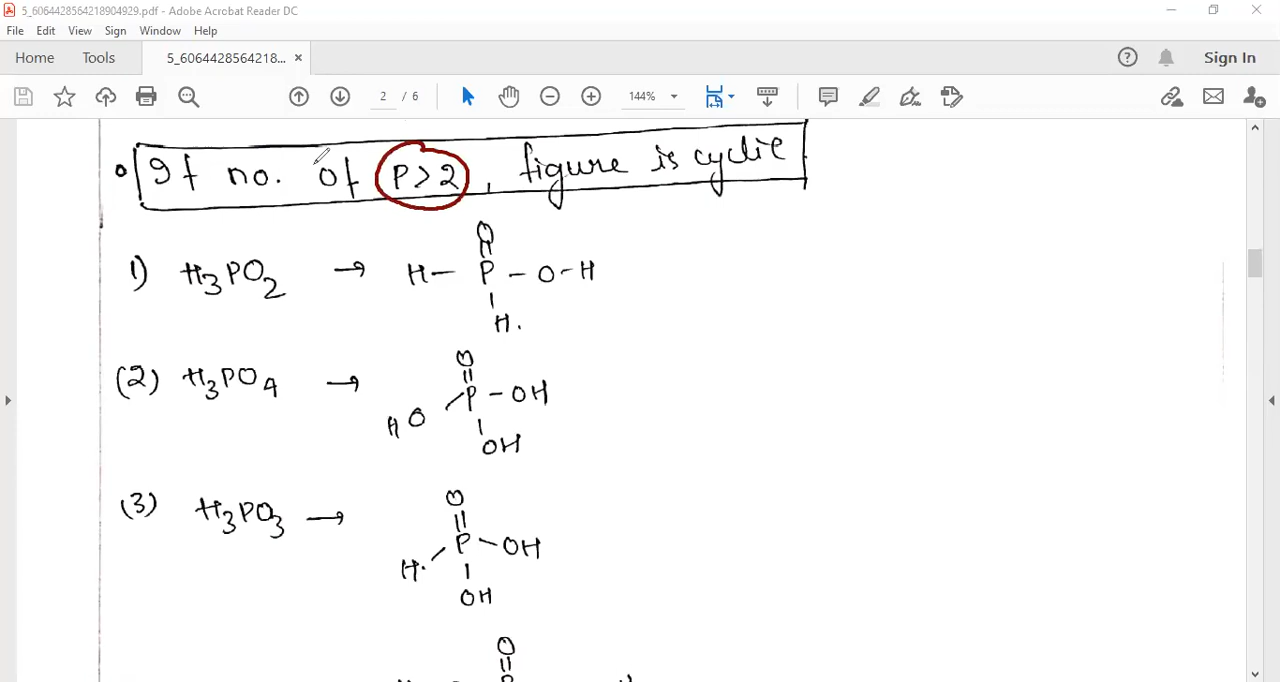 5_6064428564218904929.pdf - Adobe Acrobat Reader DC
File Edit View Sign Window Help
Home Tools 5_6064428564218... × Sign In
2 / 6 144%
If no. of P>2, figure is cyclic
1) H3PO2 → H- P - O-H
O
H.
(2) H3PO4 → HO P - OH
O
OH
(3) H3PO3 → H. P - OH
O
OH
O
P